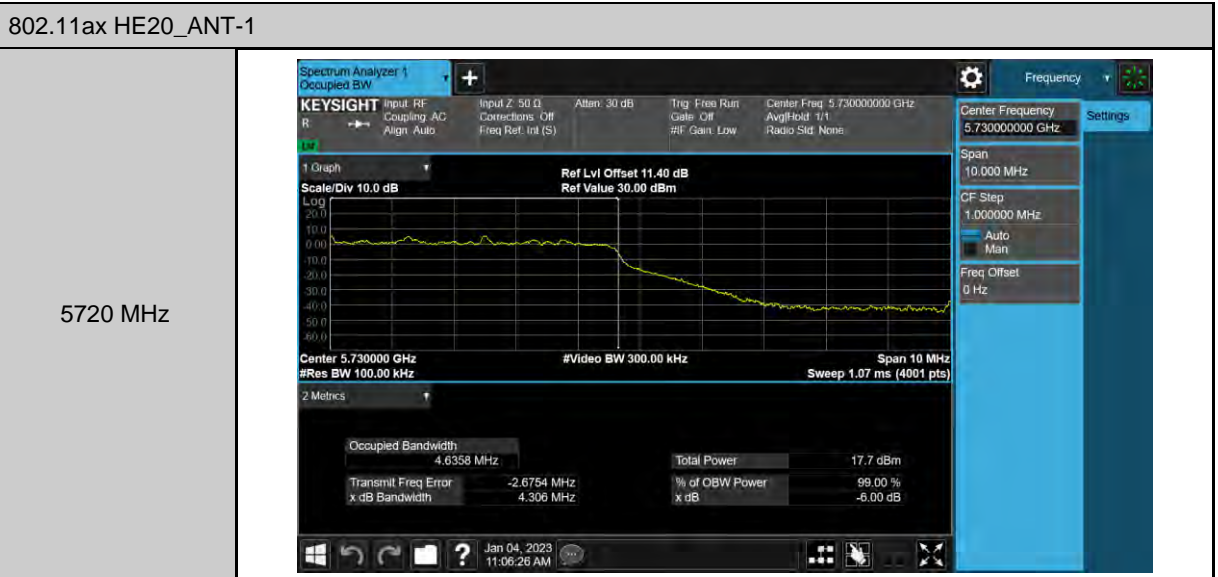 802.11ax HE20_ANT-1
5720 MHz
Spectrum Analyzer 1
Occupied BW
Frequency
KEYSIGHT
R
Input: RF
Coupling: AC
Align: Auto
Input Z: 50 Ω
Corrections: Off
Freq Ref: Int (S)
Atten: 30 dB
Trig: Free Run
Gate: Off
#IF Gain: Low
Center Freq: 5.730000000 GHz
Avg|Hold: 1/1
Radio Std: None
1 Graph
Scale/Div 10.0 dB
Ref Lvl Offset 11.40 dB
Ref Value 30.00 dBm
Log
20.0
10.0
0.00
-10.0
-20.0
-30.0
-40.0
-50.0
-60.0
Center 5.730000 GHz
#Res BW 100.00 kHz
#Video BW 300.00 kHz
Span 10 MHz
Sweep 1.07 ms (4001 pts)
2 Metrics
Occupied Bandwidth
4.6358 MHz
Total Power 17.7 dBm
Transmit Freq Error -2.6754 MHz
% of OBW Power 99.00 %
x dB Bandwidth 4.306 MHz
x dB -6.00 dB
Jan 04, 2023
11:06:26 AM
Center Frequency
5.730000000 GHz
Settings
Span
10.000 MHz
CF Step
1.000000 MHz
Auto
Man
Freq Offset
0 Hz